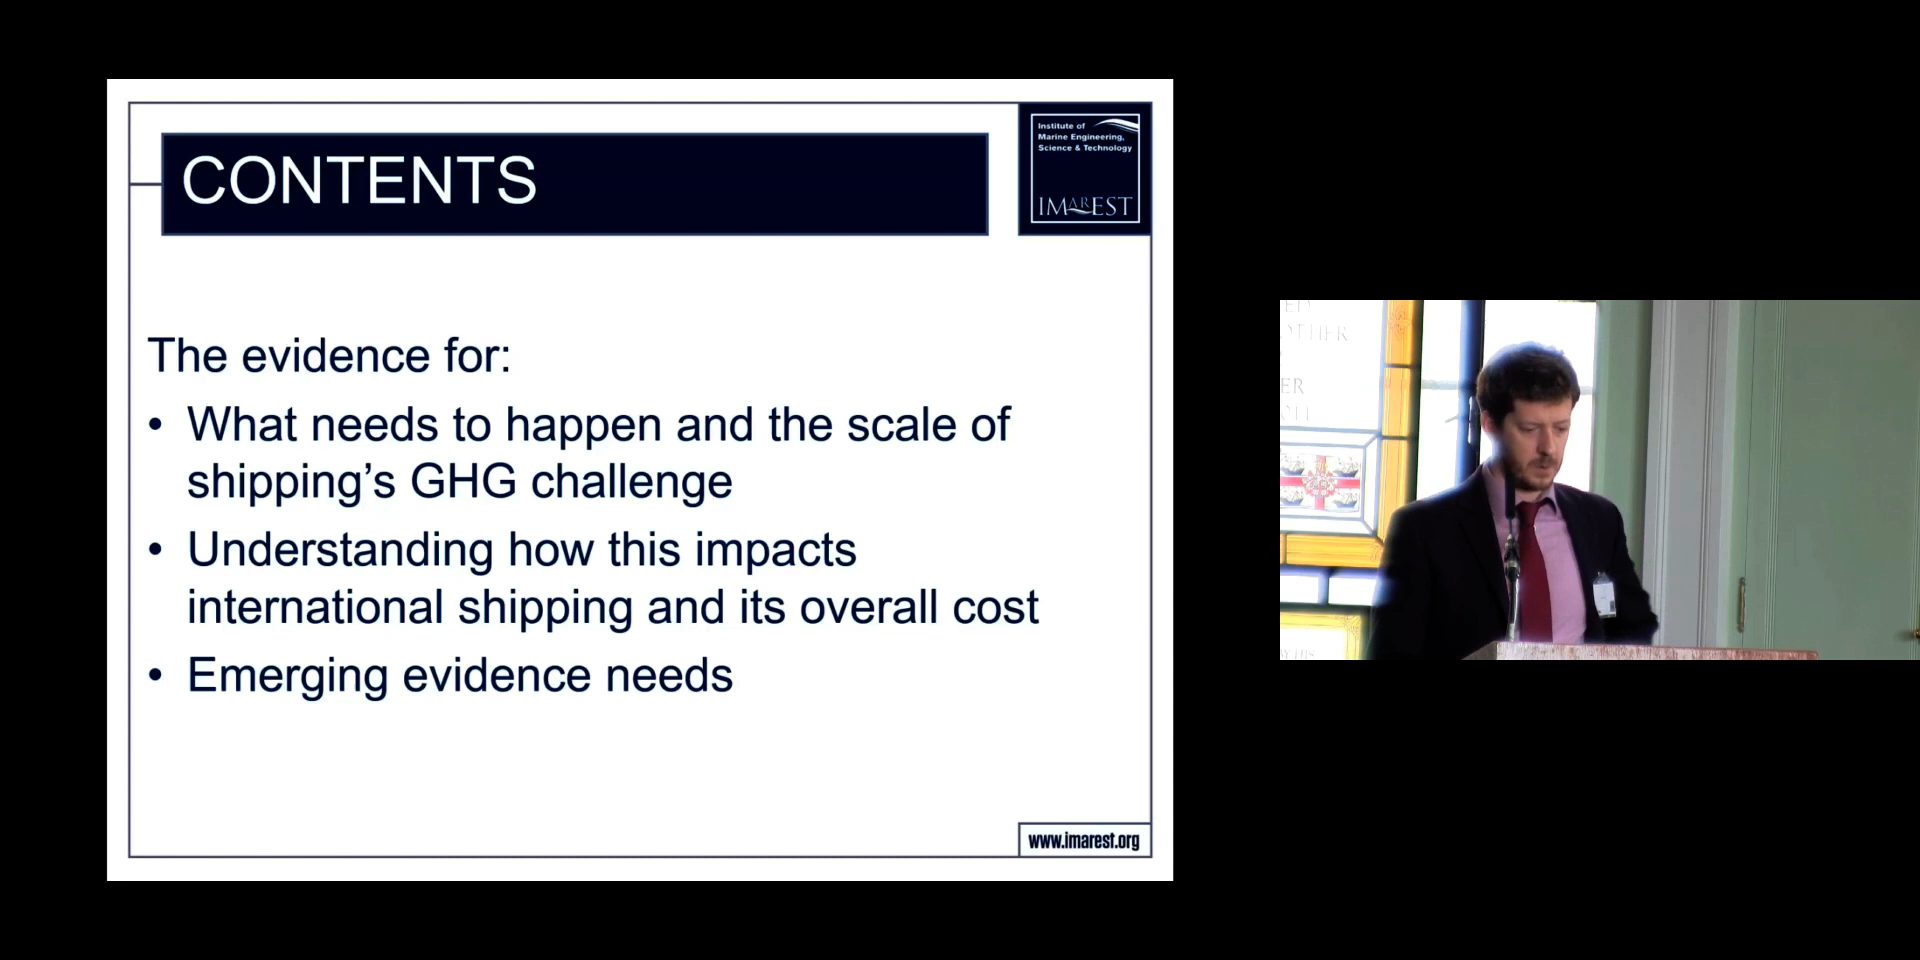 CONTENTS
Institute of
Marine Engineering,
Science & Technology
IMAREST
The evidence for:
• What needs to happen and the scale of
shipping’s GHG challenge
• Understanding how this impacts
international shipping and its overall cost
• Emerging evidence needs
www.imarest.org
OTHER
ER